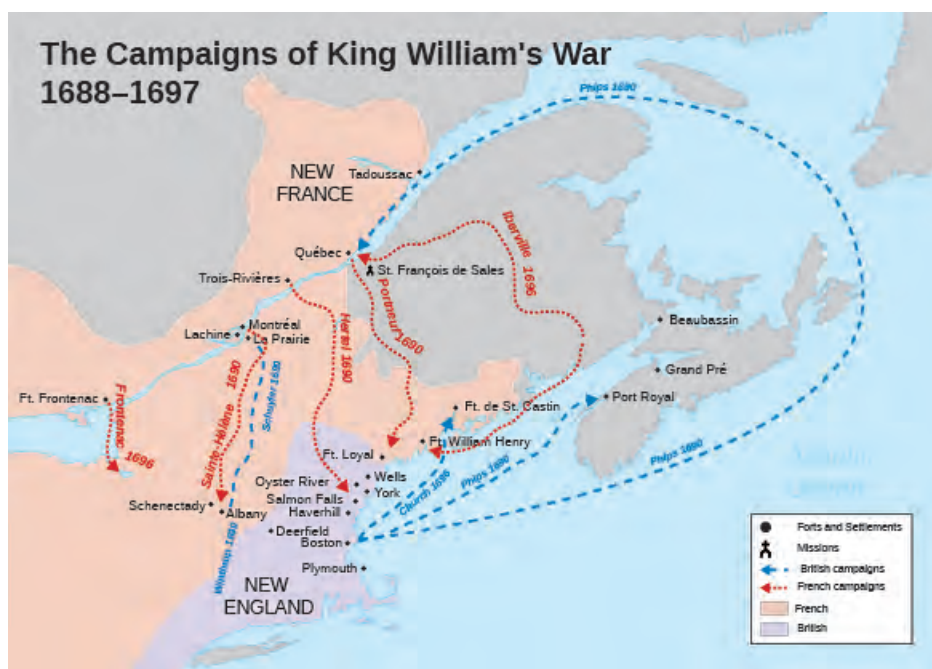 The Campaigns of King William's War
1688–1697
Phips 1690
NEW
FRANCE
Tadoussac
Iberville 1696
Québec
St. François de Sales
Trois-Rivières
Portneuf 1690
Hertel 1690
Montréal
Lachine
La Prairie
Beaubassin
Grand Pré
Ft. Frontenac
Frontenac
1696
Sainte-Hélène 1690
Schuyler 1690
Ft. de St. Castin
Port Royal
Ft. William Henry
Ft. Loyal
Phips 1690
Wells
Oyster River
York
Church 1696
Phips 1690
Salmon Falls
Schenectady
Albany
Haverhill
Deerfield
Boston
Winthrop 1690
Plymouth
NEW
ENGLAND
Forts and Settlements
Missions
British campaigns
French campaigns
French
British